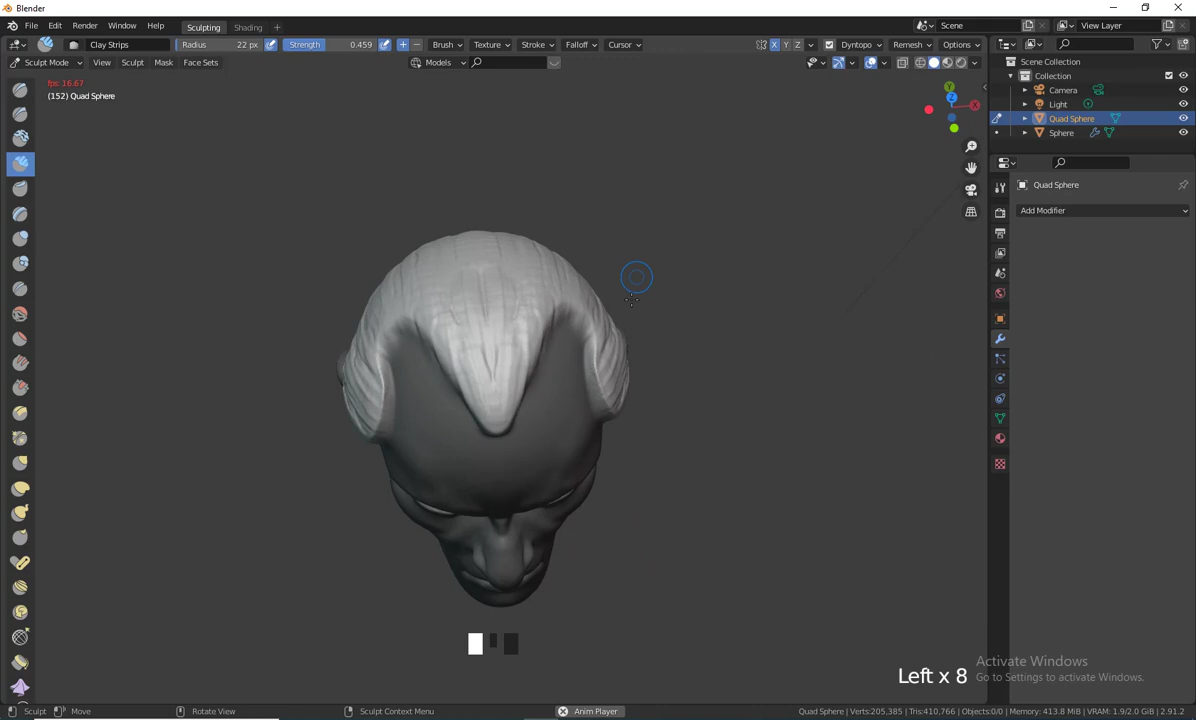 Blender
File Edit Render Window Help Sculpting Shading + Scene View Layer
Clay Strips Radius 22 px Strength 0.459 + − Brush Texture Stroke Falloff Cursor X Y Z Dyntopo Remesh Options
Sculpt Mode View Sculpt Mask Face Sets Models
fps: 16.67
(152) Quad Sphere
Y
Z
X
Scene Collection
Collection
Camera
Light
Quad Sphere
Sphere
Quad Sphere
Add Modifier
Left x 8
Activate Windows
Go to Settings to activate Windows.
Sculpt Move Rotate View Sculpt Context Menu Anim Player Quad Sphere | Verts:205,385 | Tris:410,766 | Objects:0/0 | Memory: 413.8 MiB | VRAM: 1.9/2.0 GiB | 2.91.2